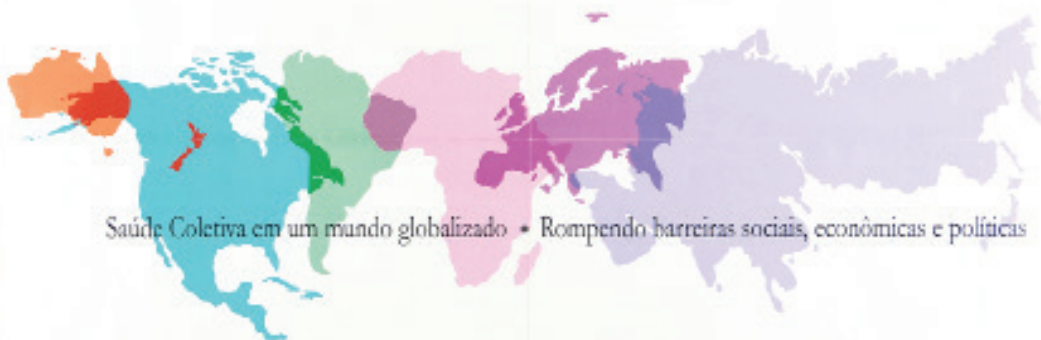 Saúde Coletiva em um mundo globalizado • Rompendo barreiras sociais, econômicas e políticas